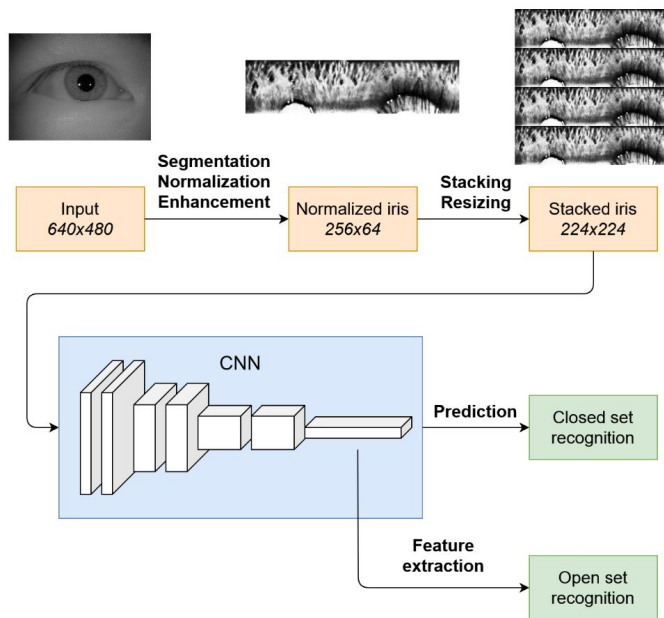 Segmentation
Normalization
Enhancement
Stacking
Resizing
Input
640x480
Normalized iris
256x64
Stacked iris
224x224
CNN
Prediction
Closed set
recognition
Feature
extraction
Open set
recognition